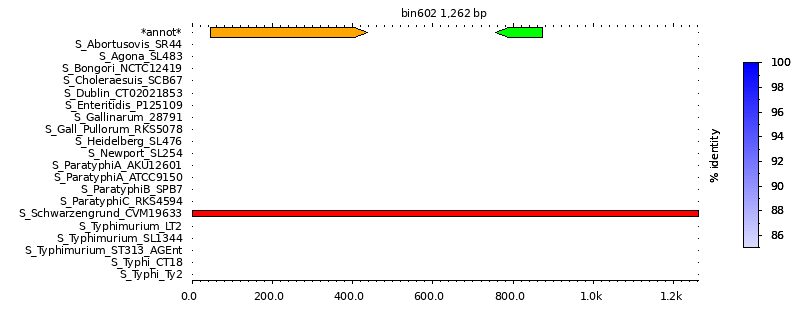 bin602 1,262 bp
*annot*
S_Abortusovis_SR44
S_Agona_SL483
S_Bongori_NCTC12419
S_Choleraesuis_SCB67
S_Dublin_CT02021853
S_Enteritidis_P125109
S_Gallinarum_28791
S_Gall_Pullorum_RKS5078
S_Heidelberg_SL476
S_Newport_SL254
S_ParatyphiA_AKU12601
S_ParatyphiA_ATCC9150
S_ParatyphiB_SPB7
S_ParatyphiC_RKS4594
S_Schwarzengrund_CVM19633
S_Typhimurium_LT2
S_Typhimurium_SL1344
S_Typhimurium_ST313_AGEnt
S_Typhi_CT18
S_Typhi_Ty2
0.0 200.0 400.0 600.0 800.0 1.0k 1.2k
% identity
100
98
96
94
92
90
88
86